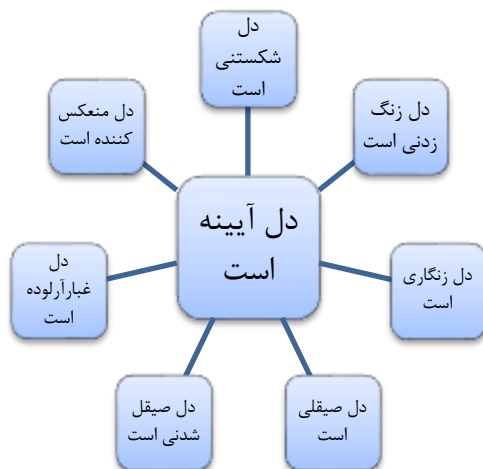 دل
شکستنی
است
دل زنگ
زدنی است
دل زنگاری
است
دل صیقلی
است
دل صیقل
شدنی است
دل
غبارآرلوده
است
دل منعکس
کننده است
دل آیینه
است